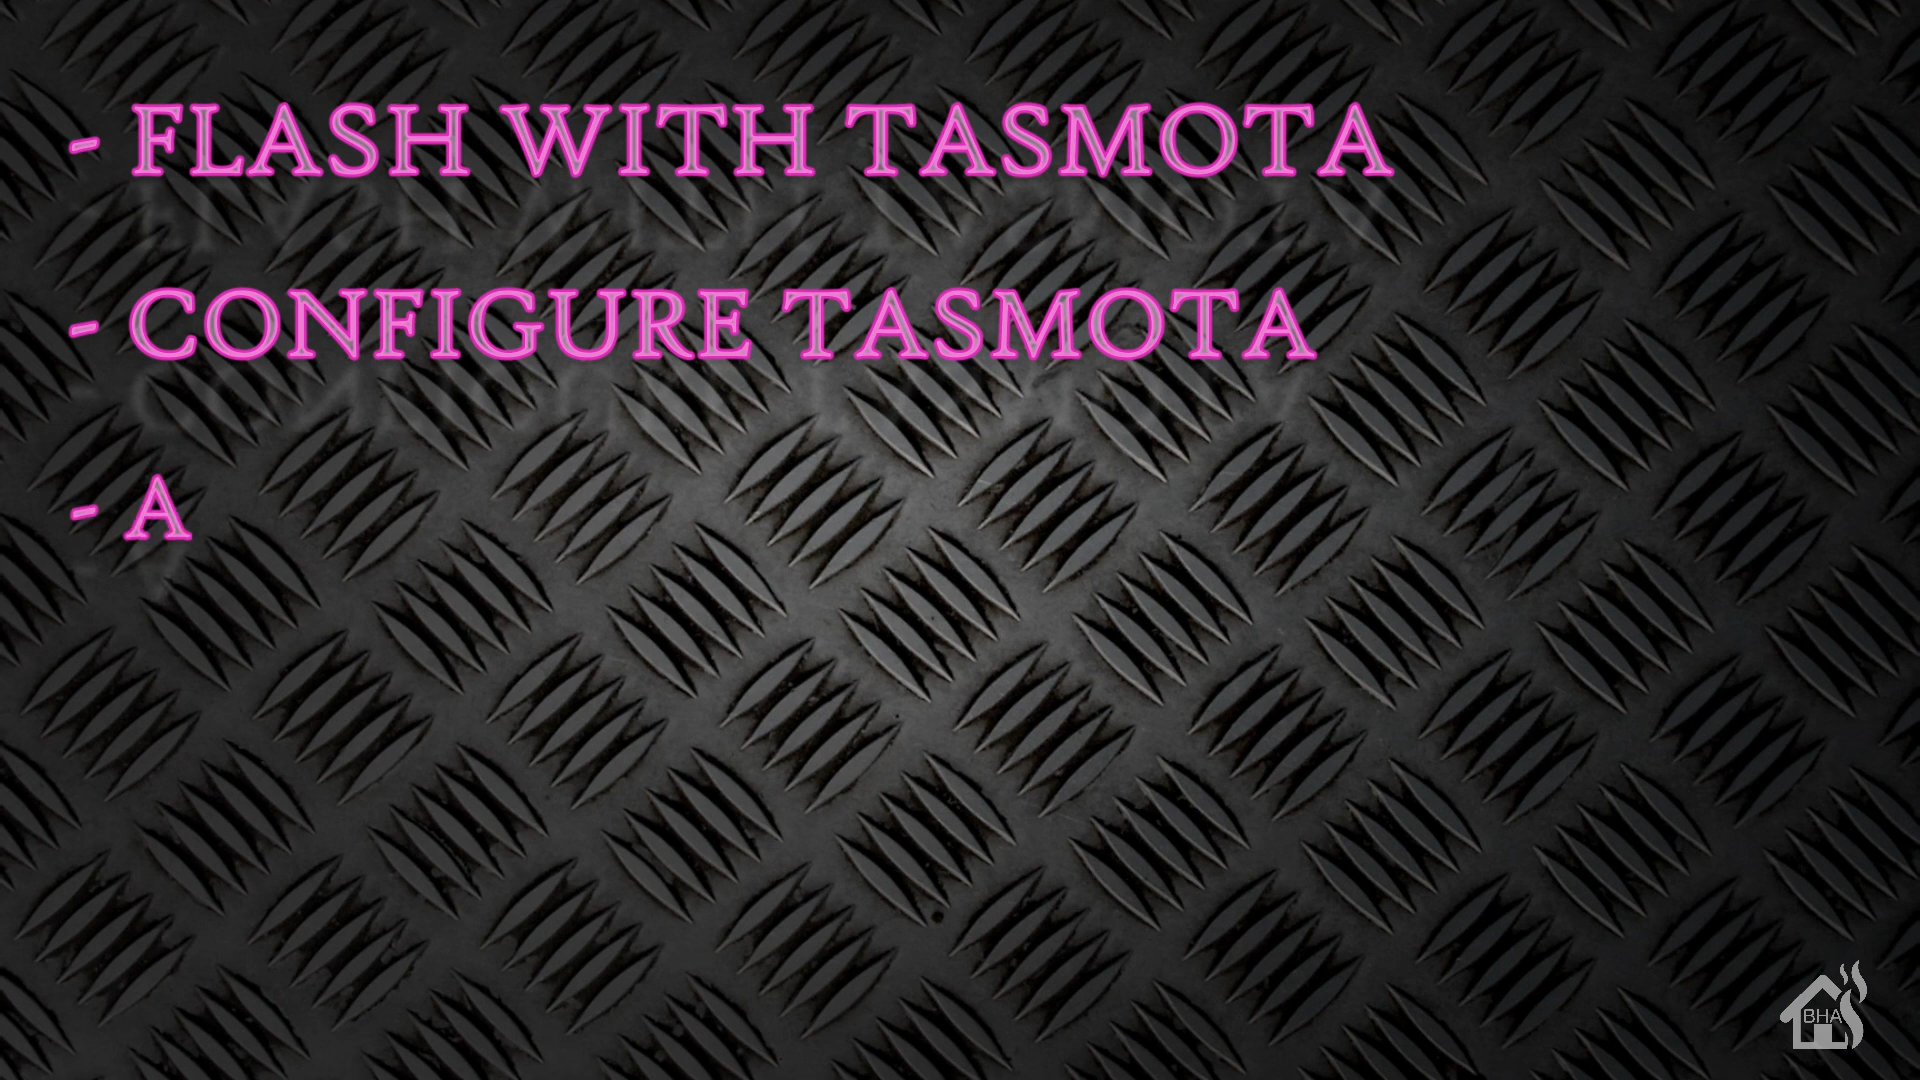 - FLASH WITH TASMOTA
- CONFIGURE TASMOTA
- A
BHA